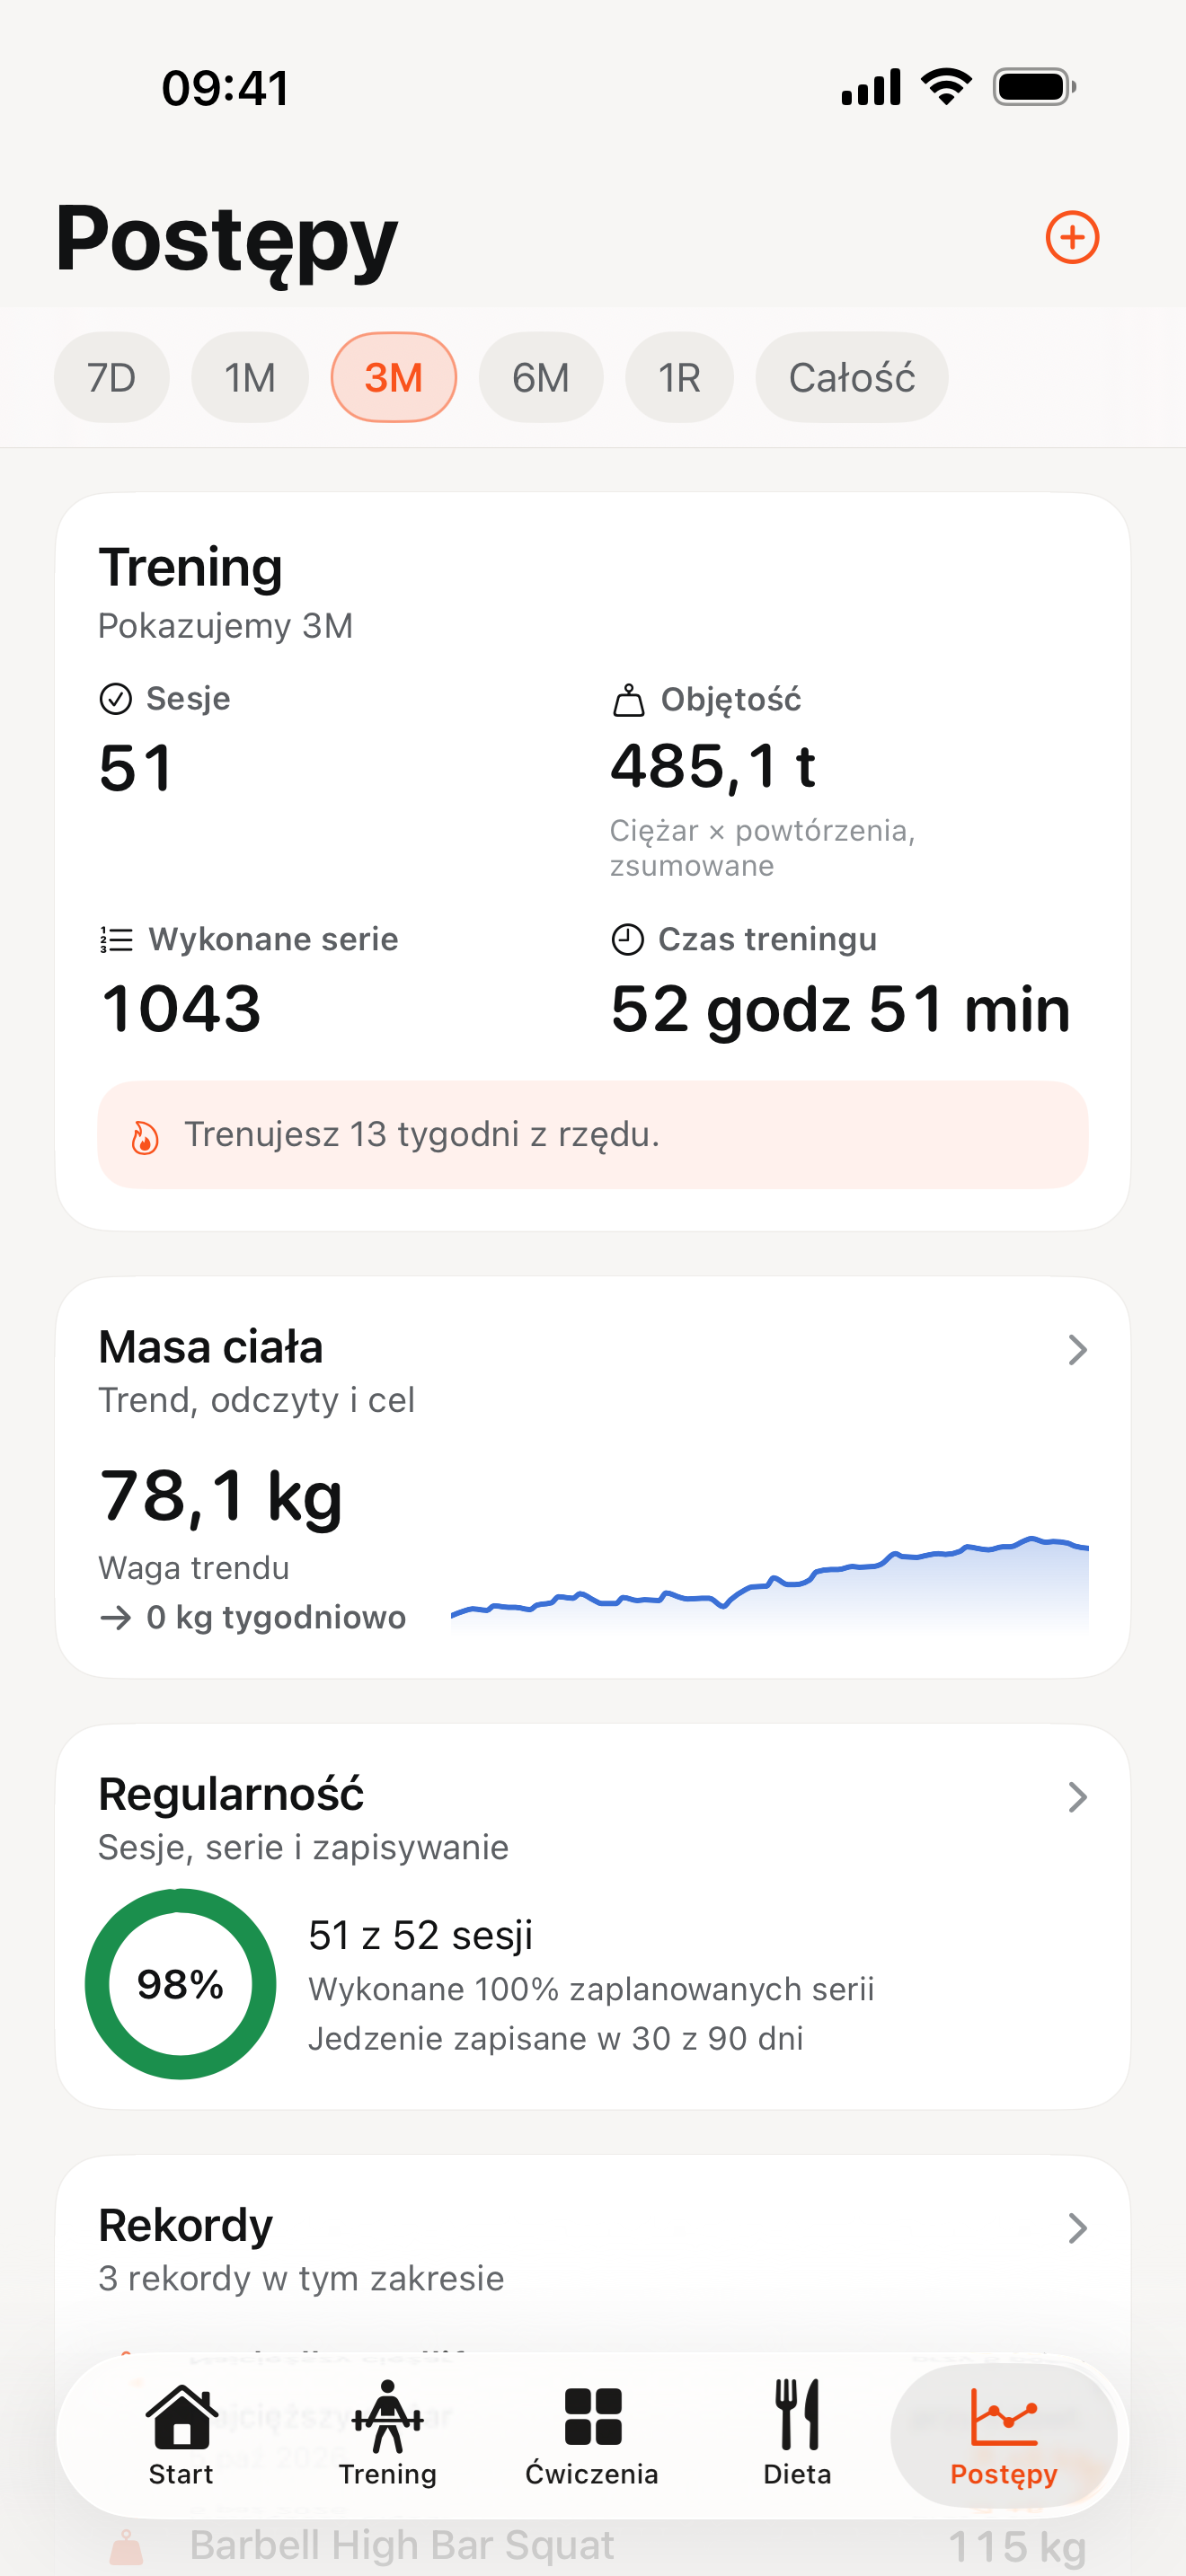 09:41
Postępy
7D 1M 3M 6M 1R Całość
Trening
Pokazujemy 3M
Sesje
51
Objętość
485,1 t
Ciężar × powtórzenia,
zsumowane
Wykonane serie
1043
Czas treningu
52 godz 51 min
Trenujesz 13 tygodni z rzędu.
Masa ciała
Trend, odczyty i cel
78,1 kg
Waga trendu
→ 0 kg tygodniowo
Regularność
Sesje, serie i zapisywanie
98%
51 z 52 sesji
Wykonane 100% zaplanowanych serii
Jedzenie zapisane w 30 z 90 dni
Rekordy
3 rekordy w tym zakresie
Start Trening Ćwiczenia Dieta Postępy
Barbell High Bar Squat 115 kg